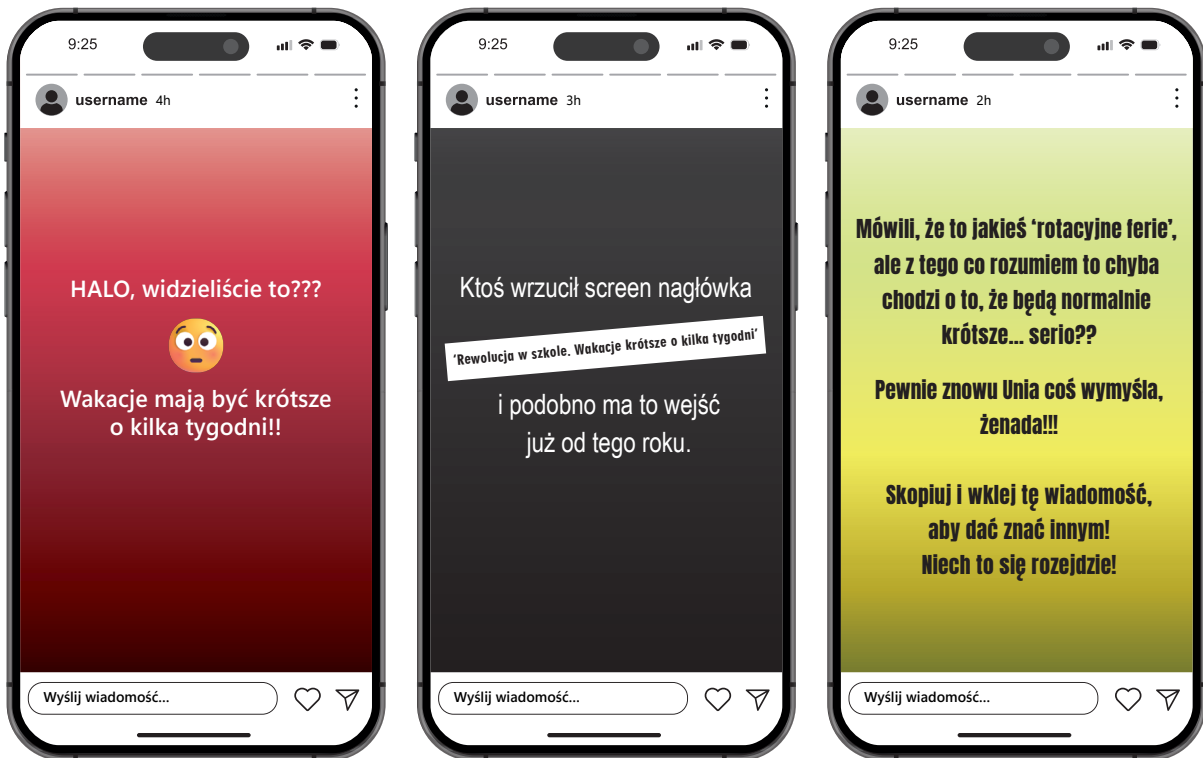 9:25
username 4h
HALO, widzieliście to???
Wakacje mają być krótsze
o kilka tygodni!!
Wyślij wiadomość...
9:25
username 3h
Ktoś wrzucił screen nagłówka
‘Rewolucja w szkole. Wakacje krótsze o kilka tygodni’
i podobno ma to wejść
już od tego roku.
Wyślij wiadomość...
9:25
username 2h
Mówili, że to jakieś ‘rotacyjne ferie’,
ale z tego co rozumiem to chyba
chodzi o to, że będą normalnie
krótsze... serio??
Pewnie znowu Unia coś wymyśla,
żenada!!!
Skopiuj i wklej tę wiadomość,
aby dać znać innym!
Niech to się rozejdzie!
Wyślij wiadomość...